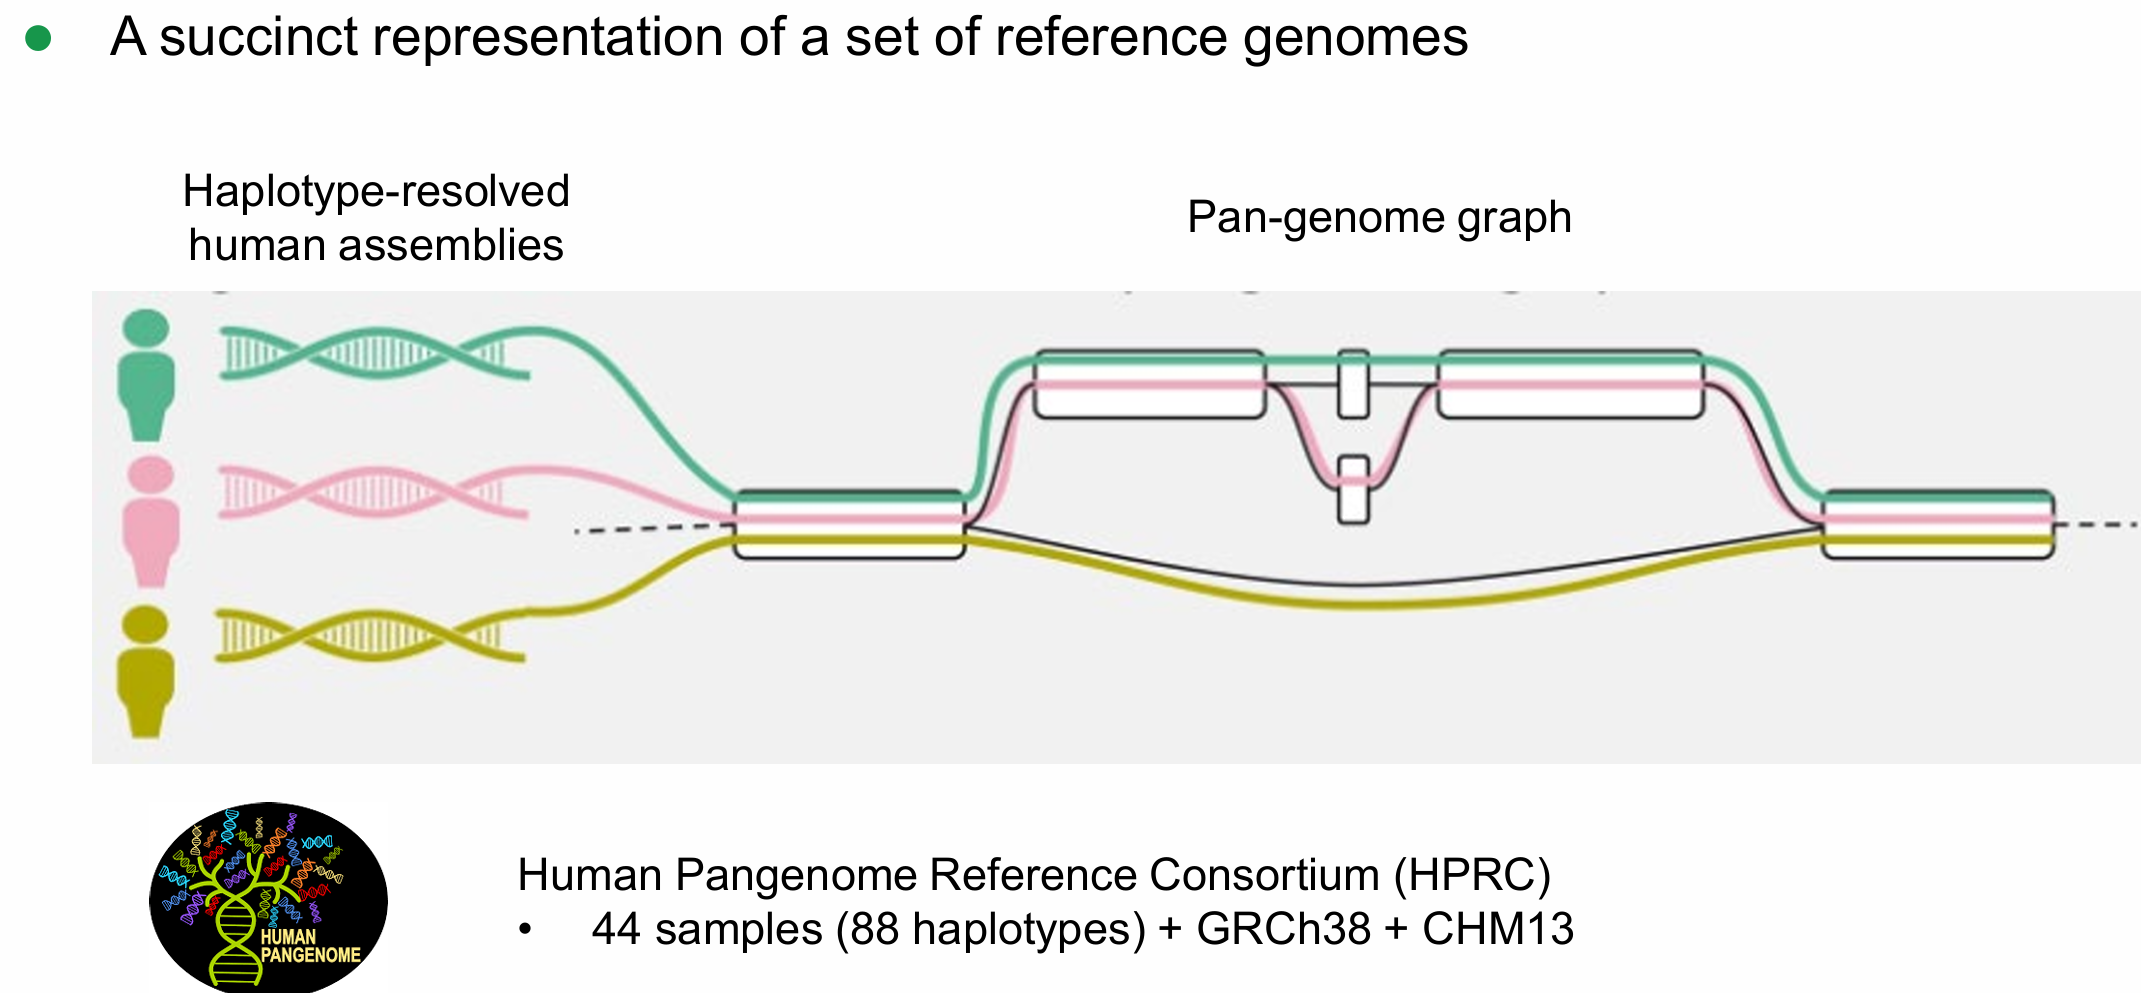 ● A succinct representation of a set of reference genomes
Haplotype-resolved
human assemblies
Pan-genome graph
HUMAN
PANGENOME
Human Pangenome Reference Consortium (HPRC)
• 44 samples (88 haplotypes) + GRCh38 + CHM13